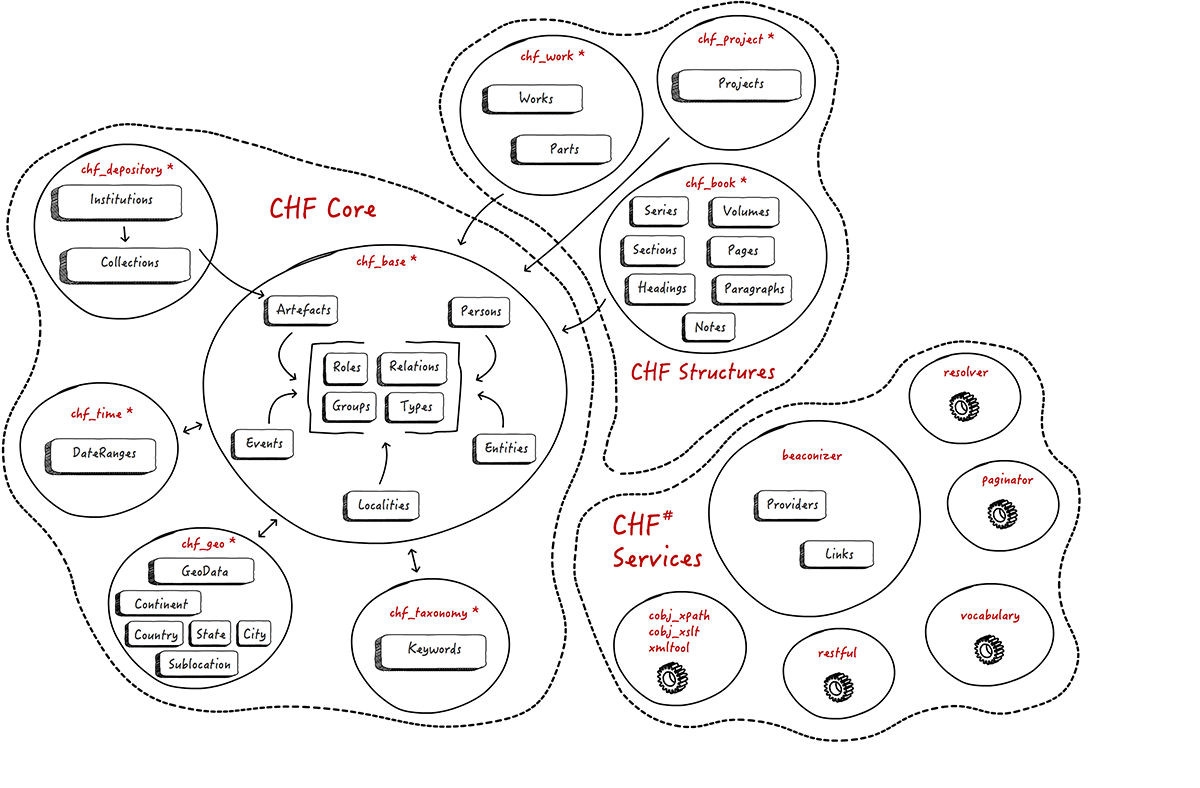 chf_work *
Works
Parts
chf_project *
Projects
chf_depository *
Institutions
Collections
CHF Core
chf_book *
Series
Volumes
Sections
Pages
Headings
Paragraphs
Notes
CHF Structures
chf_base *
Artefacts
Persons
Roles
Relations
Groups
Types
Events
Entities
Localities
chf_time *
DateRanges
chf_geo *
GeoData
Continent
Country
State
City
Sublocation
chf_taxonomy *
Keywords
CHF#
Services
resolver
beaconizer
Providers
Links
paginator
cobj_xpath
cobj_xslt
xmltool
restful
vocabulary